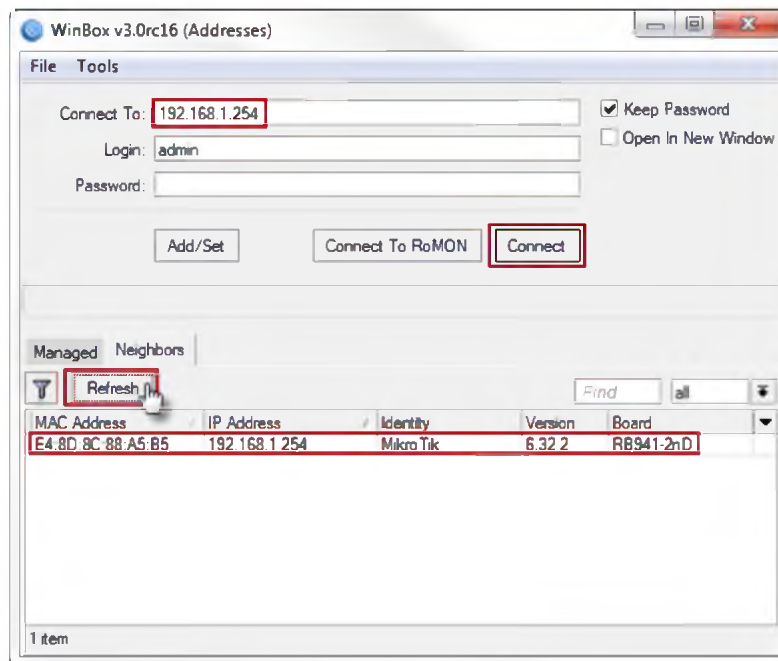 WinBox v3.0rc16 (Addresses)
File Tools
Connect To: 192.168.1.254
Keep Password
Login: admin
Open In New Window
Password:
Add/Set Connect To RoMON Connect
Managed Neighbors
Refresh Find all
MAC Address IP Address Identity Version Board
E4:8D:8C:88:A5:B5 192.168.1.254 MikroTik 6.32.2 RB941-2nD
1 item